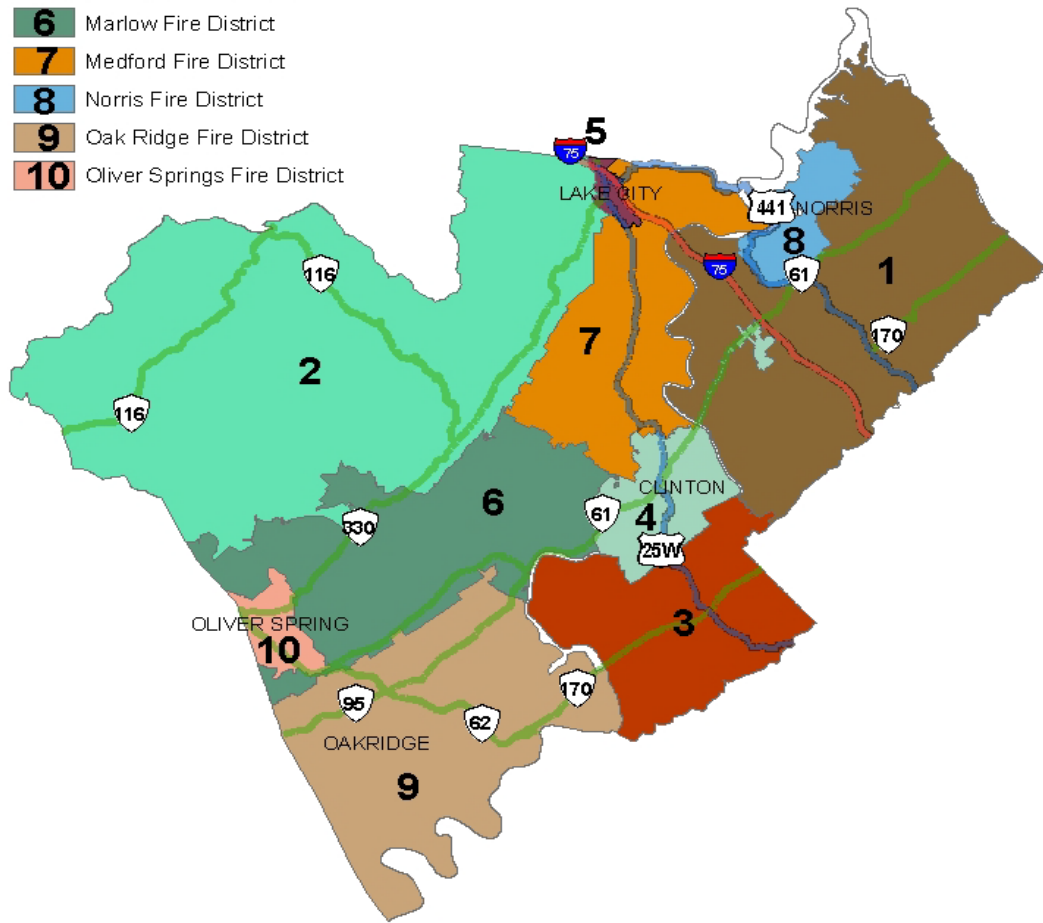 6 Marlow Fire District
7 Medford Fire District
8 Norris Fire District
9 Oak Ridge Fire District
10 Oliver Springs Fire District
5
75
LAKE CITY
441 NORRIS
8
116
75
61
1
170
7
2
116
CLINTON
6
61
4
330
25W
OLIVER SPRING
3
10
170
95
62
OAKRIDGE
9